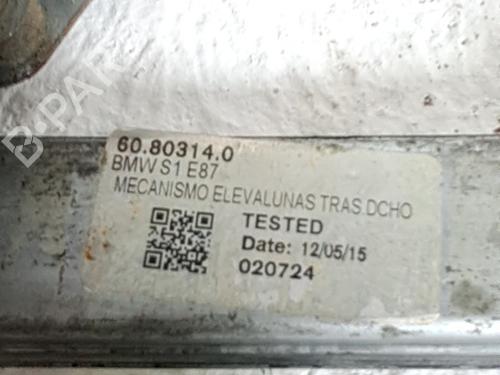 B-PARTS
60.80314.0
BMW S1 E87
MECANISMO ELEVALUNAS TRAS.DCHO
TESTED
Date: 12/05/15
020724